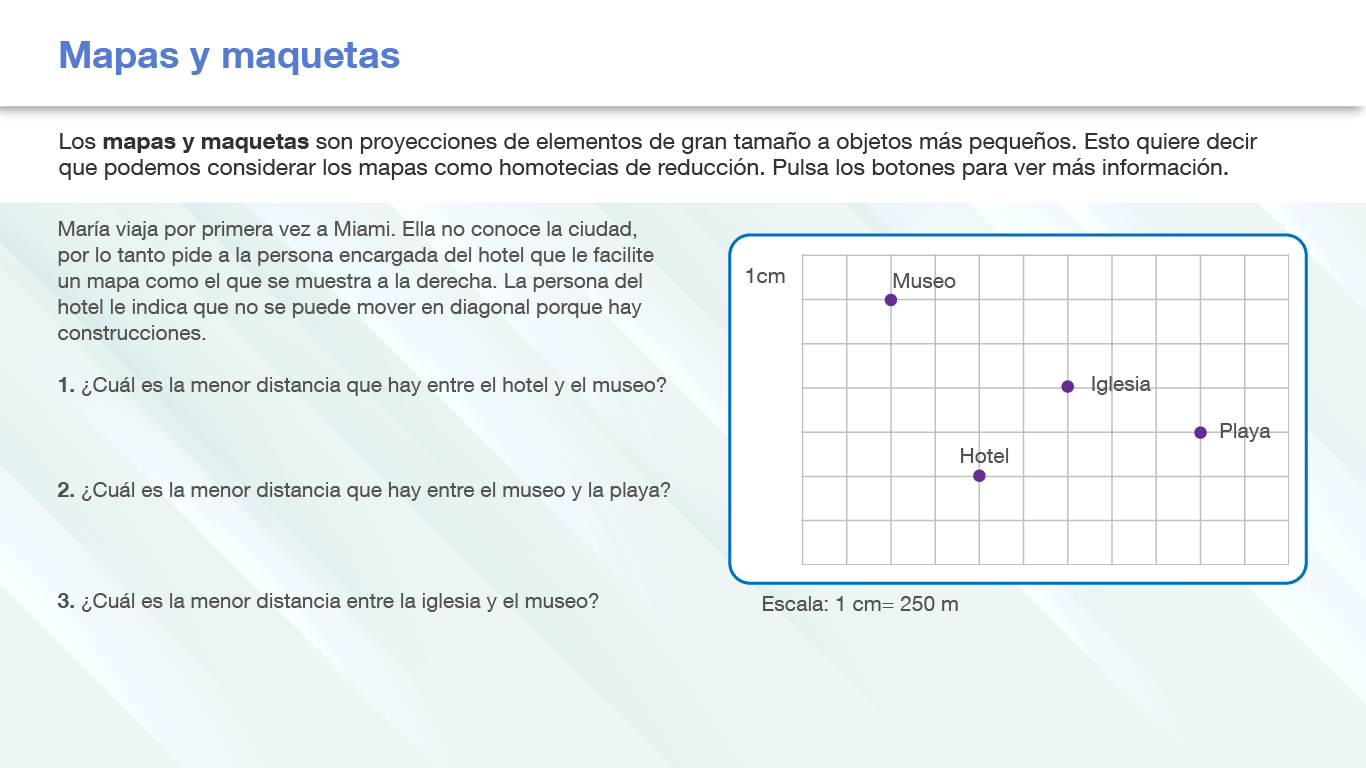 Mapas y maquetas
Los mapas y maquetas son proyecciones de elementos de gran tamaño a objetos más pequeños. Esto quiere decir
que podemos considerar los mapas como homotecias de reducción. Pulsa los botones para ver más información.
María viaja por primera vez a Miami. Ella no conoce la ciudad,
por lo tanto pide a la persona encargada del hotel que le facilite
un mapa como el que se muestra a la derecha. La persona del
hotel le indica que no se puede mover en diagonal porque hay
construcciones.
1. ¿Cuál es la menor distancia que hay entre el hotel y el museo?
2. ¿Cuál es la menor distancia que hay entre el museo y la playa?
3. ¿Cuál es la menor distancia entre la iglesia y el museo?
1cm
Museo
Iglesia
Playa
Hotel
Escala: 1 cm= 250 m